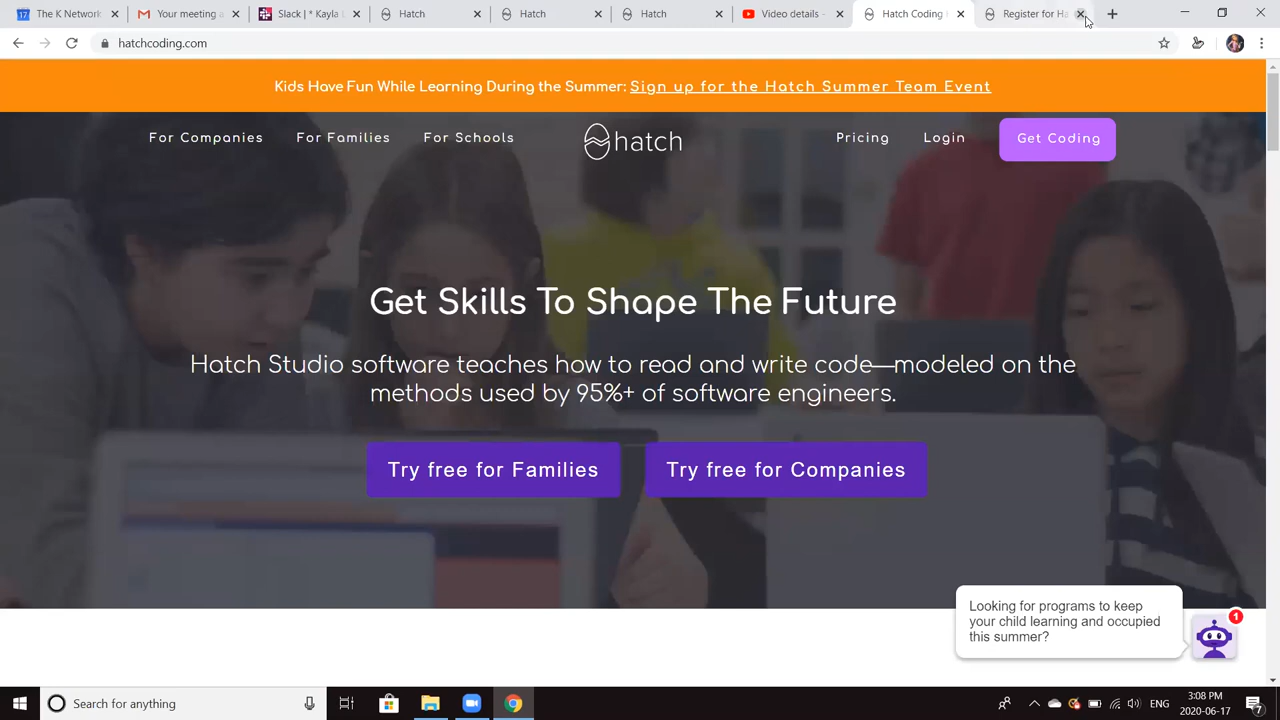 17 The K Network
Your meeting a
Slack | * Kayla
Hatch
Hatch
Hatch
Video details -
Hatch Coding
Register for Ha
hatchcoding.com
Kids Have Fun While Learning During the Summer: Sign up for the Hatch Summer Team Event
For Companies For Families For Schools hatch Pricing Login Get Coding
Get Skills To Shape The Future
Hatch Studio software teaches how to read and write code—modeled on the
methods used by 95%+ of software engineers.
Try free for Families Try free for Companies
Looking for programs to keep
your child learning and occupied
this summer?
1
Search for anything
ENG
3:08 PM
2020-06-17
7